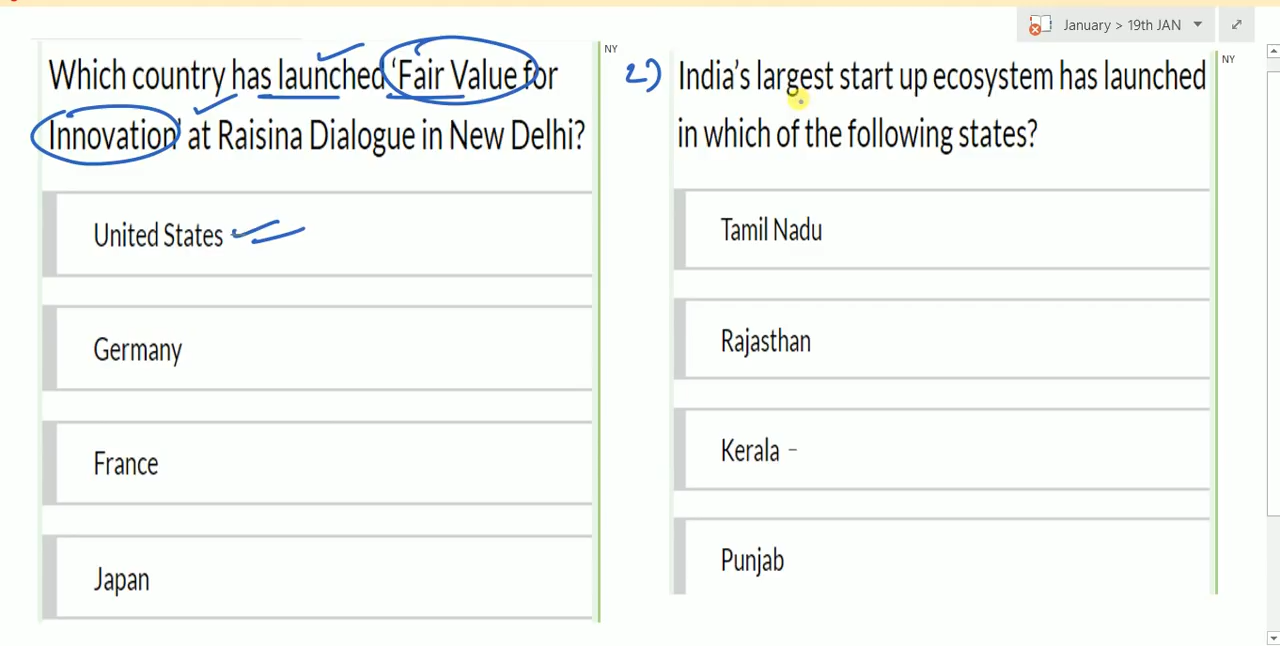 January > 19th JAN
Which country has launched ‘Fair Value for
Innovation’ at Raisina Dialogue in New Delhi?
United States
Germany
France
Japan
NY
2) India’s largest start up ecosystem has launched
in which of the following states?
Tamil Nadu
Rajasthan
Kerala -
Punjab
NY